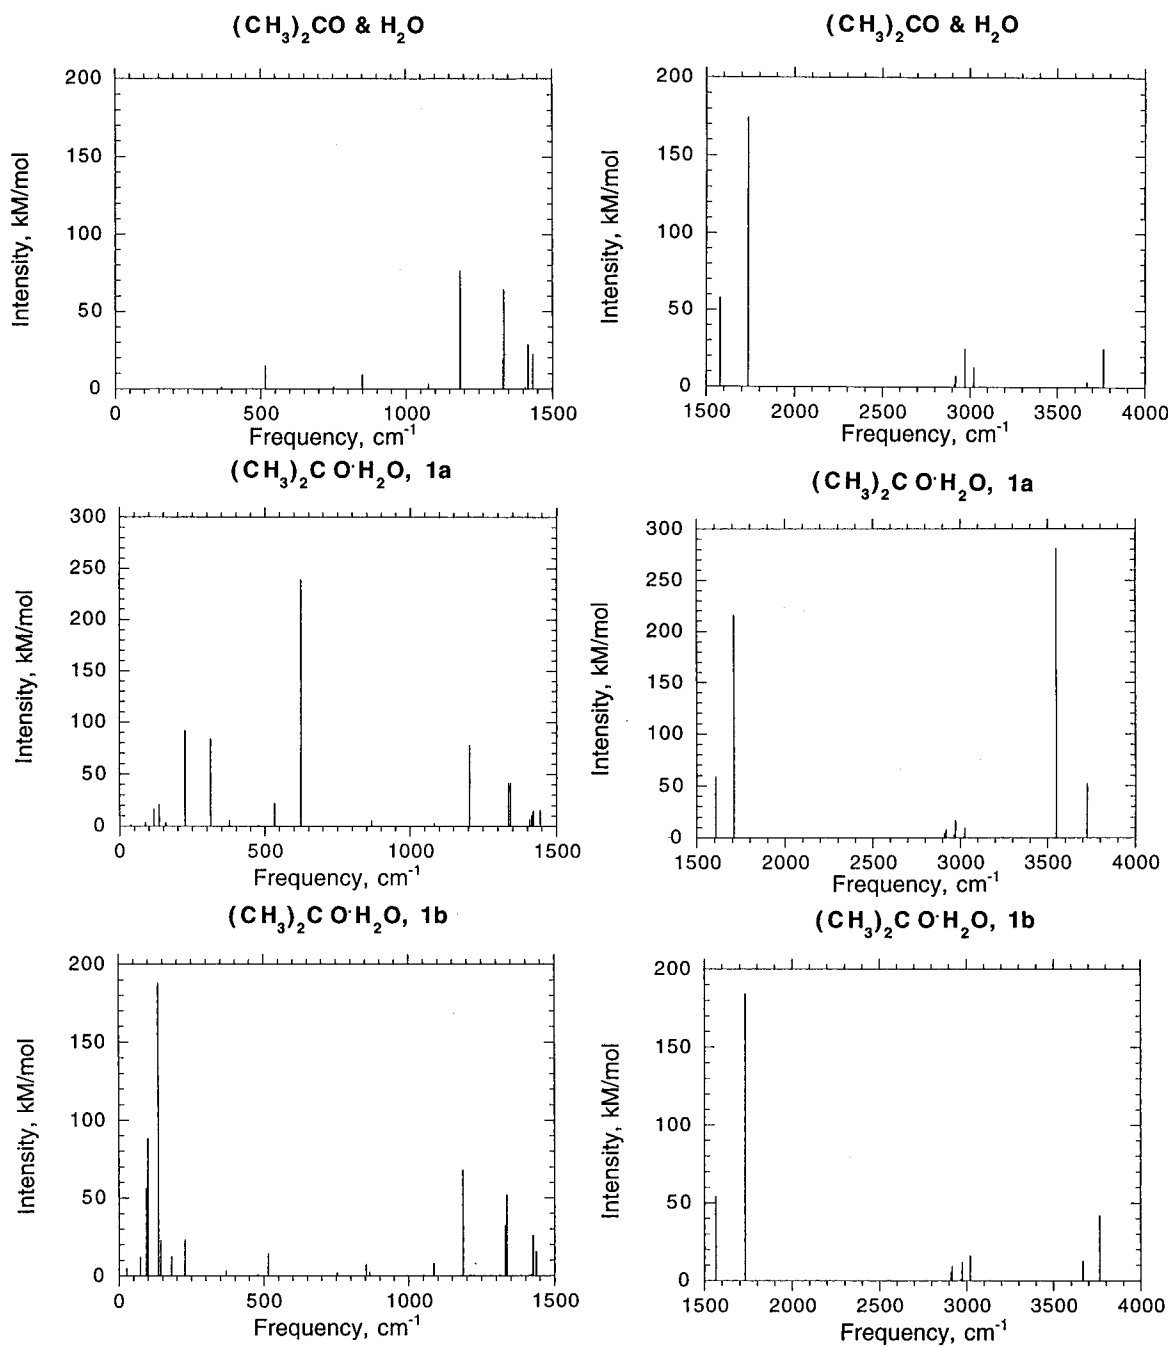 (CH3)2CO & H2O
200
150
100
50
0
0 500 1000 1500
Intensity, kM/mol
Frequency, cm-1
(CH3)2CO & H2O
200
150
100
50
0
1500 2000 2500 3000 3500 4000
Intensity, kM/mol
Frequency, cm-1
(CH3)2C O·H2O, 1a
300
250
200
150
100
50
0
0 500 1000 1500
Intensity, kM/mol
Frequency, cm-1
(CH3)2C O·H2O, 1a
300
250
200
150
100
50
0
1500 2000 2500 3000 3500 4000
Intensity, kM/mol
Frequency, cm-1
(CH3)2C O·H2O, 1b
200
150
100
50
0
0 500 1000 1500
Intensity, kM/mol
Frequency, cm-1
(CH3)2C O·H2O, 1b
200
150
100
50
0
1500 2000 2500 3000 3500 4000
Intensity, kM/mol
Frequency, cm-1